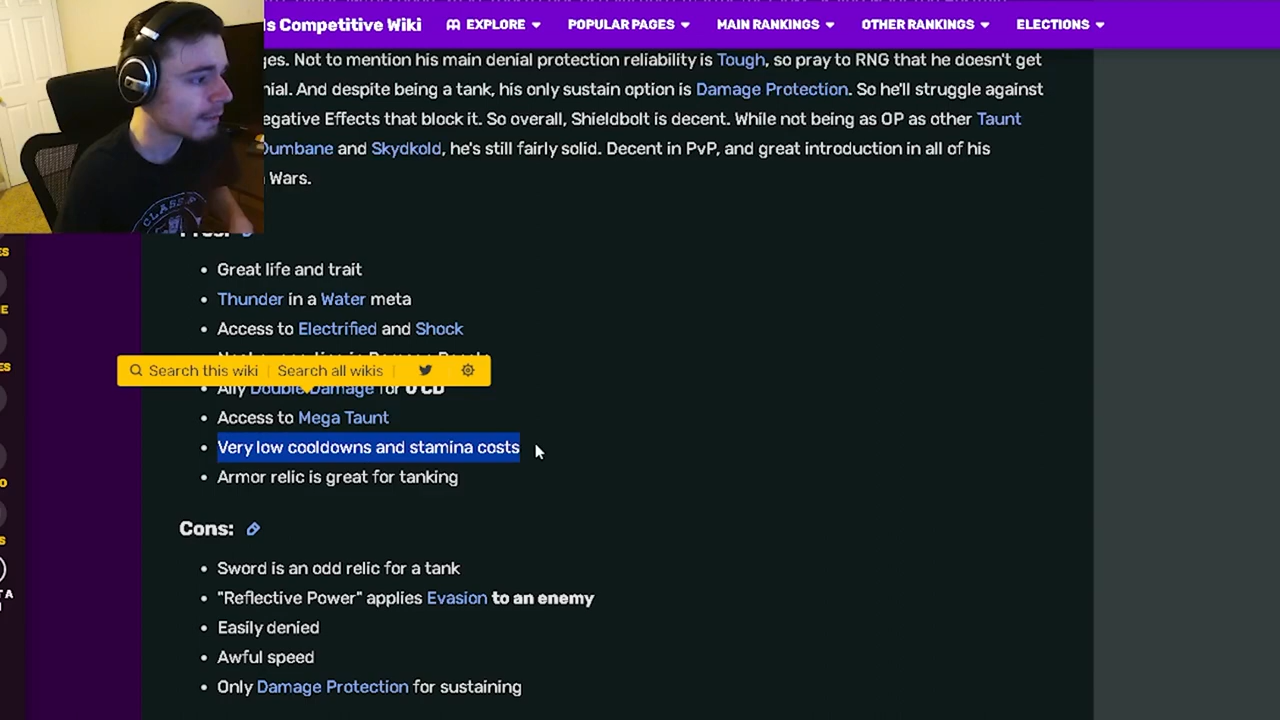 s Competitive Wiki EXPLORE POPULAR PAGES MAIN RANKINGS OTHER RANKINGS ELECTIONS
ges. Not to mention his main denial protection reliability is Tough, so pray to RNG that he doesn't get
nial. And despite being a tank, his only sustain option is Damage Protection. So he'll struggle against
egative Effects that block it. So overall, Shieldbolt is decent. While not being as OP as other Taunt
Dumbane and Skydkold, he's still fairly solid. Decent in PvP, and great introduction in all of his
Wars.
CLASS
Great life and trait
Thunder in a Water meta
Access to Electrified and Shock
Search this wiki Search all wikis
Ally Double Damage for 0 CD
Access to Mega Taunt
Very low cooldowns and stamina costs
Armor relic is great for tanking
Cons:
Sword is an odd relic for a tank
"Reflective Power" applies Evasion to an enemy
Easily denied
Awful speed
Only Damage Protection for sustaining